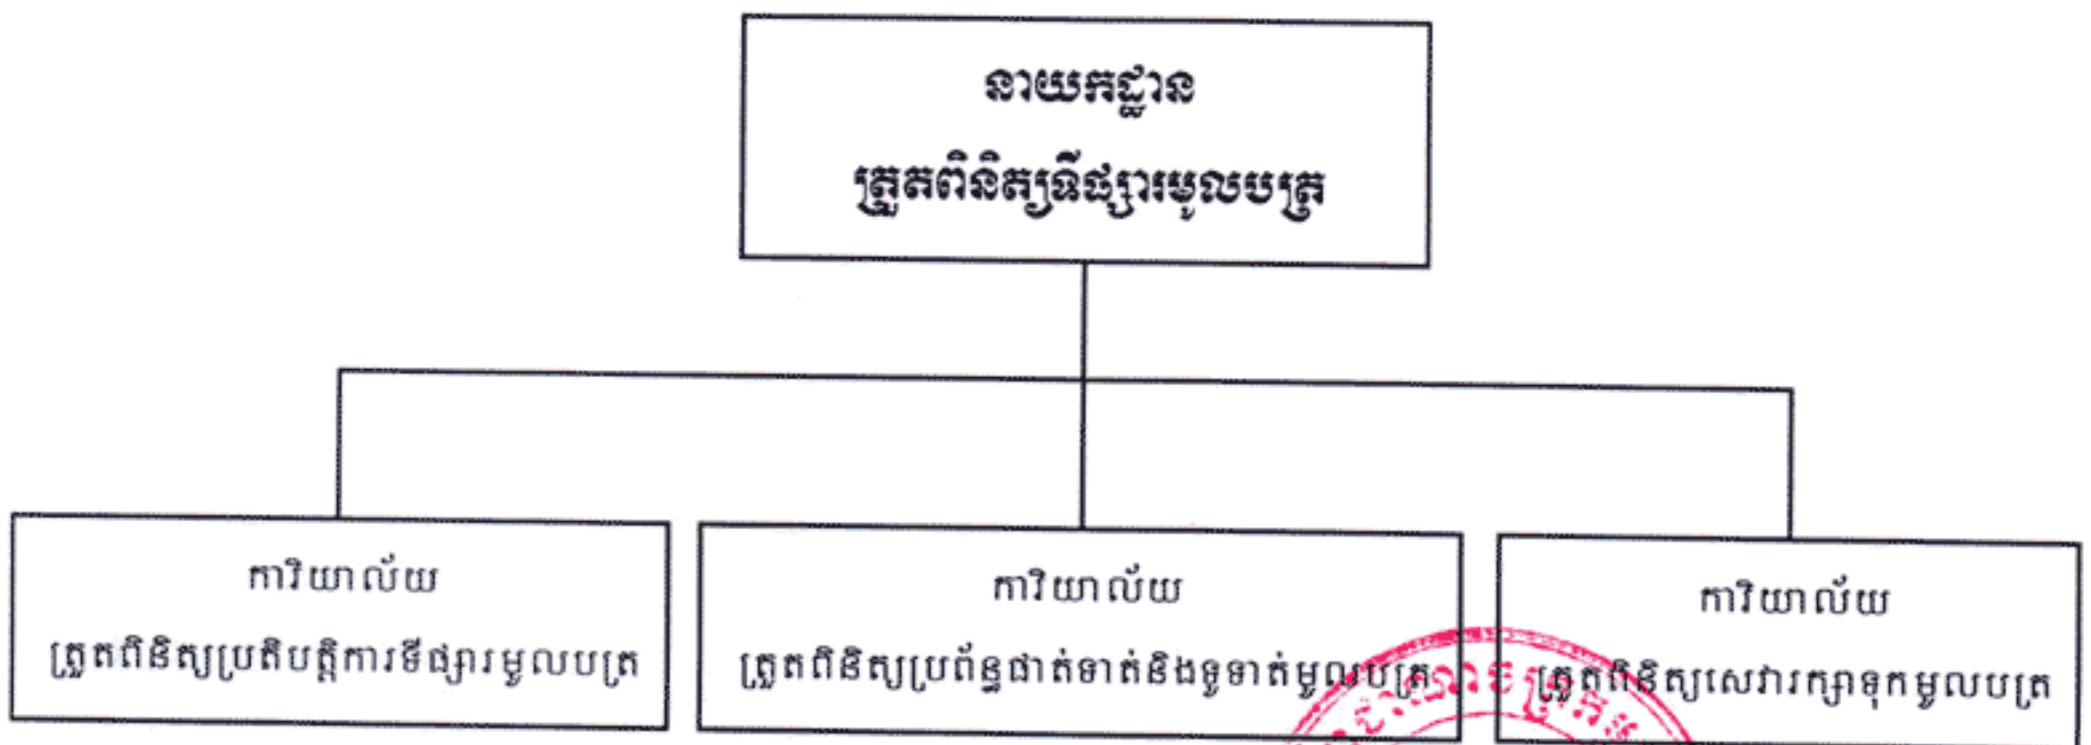 នាយកដ្ឋាន
ត្រួតពិនិត្យទីផ្សារមូលបត្រ
ការិយាល័យ
ត្រួតពិនិត្យប្រតិបត្តិការទីផ្សារមូលបត្រ
ការិយាល័យ
ត្រួតពិនិត្យប្រព័ន្ធផាត់ទាត់និងទូទាត់មូលបត្រ
ការិយាល័យ
ត្រួតពិនិត្យសេវារក្សាទុកមូលបត្រ